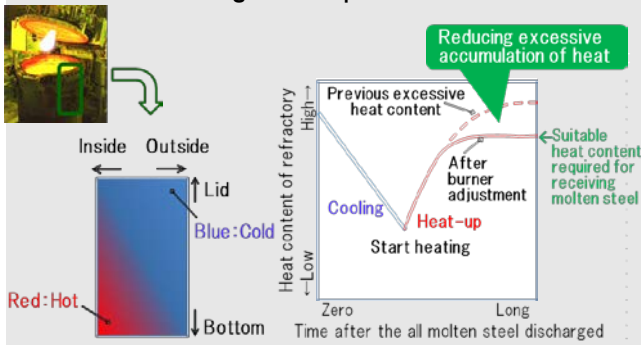 Reducing excessive
accumulation of heat
Previous excessive
heat content
Suitable
heat content
required for
receiving
molten steel
After
burner
adjustment
Cooling
Heat-up
Start heating
Heat content of refractory
←Low
High→
Zero
Long
Time after the all molten steel discharged
Inside
Outside
Lid
Blue:Cold
Red:Hot
Bottom